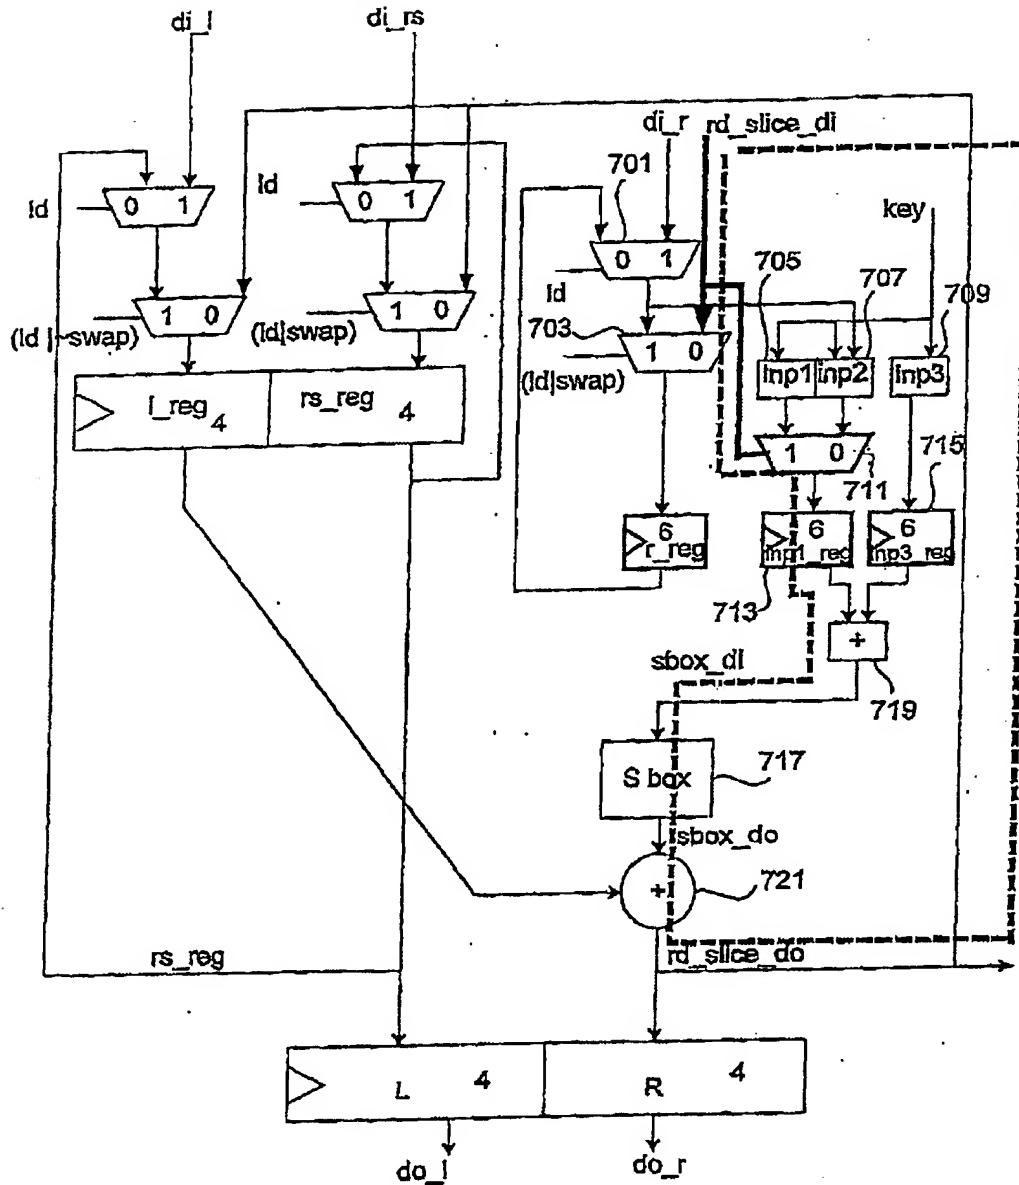 di_l
di_rs
di_r
rd_slice_di
701
ld
0 1
ld
0 1
key
705
707
709
0 1
ld
1 0
1 0
703
1 0
(ld | ~swap)
(ld|swap)
(ld|swap)
inp1
inp2
inp3
l_reg
4
rs_reg
4
1 0
711
715
6
r_reg
6
inp1_reg
6
inp3_reg
713
+
sbox_di
719
S box
717
sbox_do
+
721
rs_reg
rd_slice_do
L
4
R
4
do_l
do_r